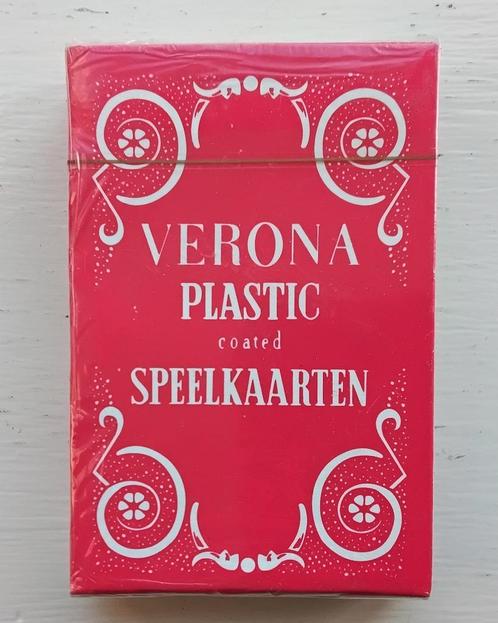 VERONA
PLASTIC
coated
SPEELKAARTEN